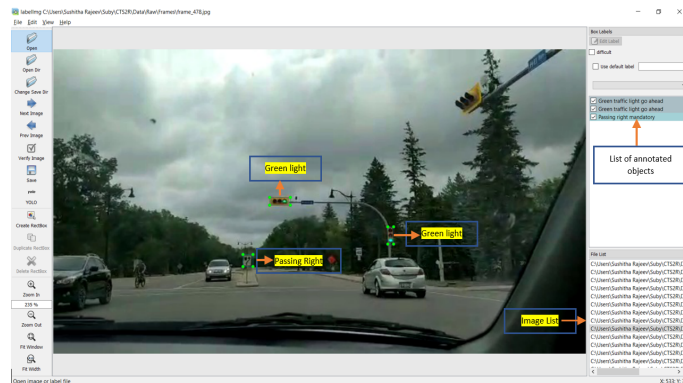 labelImg C:\Users\Sushitha Rajeev\Suby\CTS2R\Data\Raw\Frames\frame_478.jpg
File Edit View Help
Open
Open Dir
Change Save Dir
Next Image
Prev Image
Verify Image
Save
YOLO
Create RectBox
Duplicate RectBox
Delete RectBox
Zoom In
235 %
Zoom Out
Fit Window
Fit Width
Open image or label file
Green light
Green light
Passing Right
Image List
Box Labels
Edit Label
difficult
Use default label
Green traffic light go ahead
Green traffic light go ahead
Passing right mandatory
List of annotated
objects
File List
C:\Users\Sushitha Rajeev\Suby\CTS2R\D
C:\Users\Sushitha Rajeev\Suby\CTS2R\D
C:\Users\Sushitha Rajeev\Suby\CTS2R\D
C:\Users\Sushitha Rajeev\Suby\CTS2R\D
C:\Users\Sushitha Rajeev\Suby\CTS2R\D
C:\Users\Sushitha Rajeev\Suby\CTS2R\D
C:\Users\Sushitha Rajeev\Suby\CTS2R\D
C:\Users\Sushitha Rajeev\Suby\CTS2R\D
C:\Users\Sushitha Rajeev\Suby\CTS2R\D
C:\Users\Sushitha Rajeev\Suby\CTS2R\D
C:\Users\Sushitha Rajeev\Suby\CTS2R\D
C:\Users\Sushitha Rajeev\Suby\CTS2R\D
C:\Users\Sushitha Rajeev\Suby\CTS2R\D
X: 533; Y: